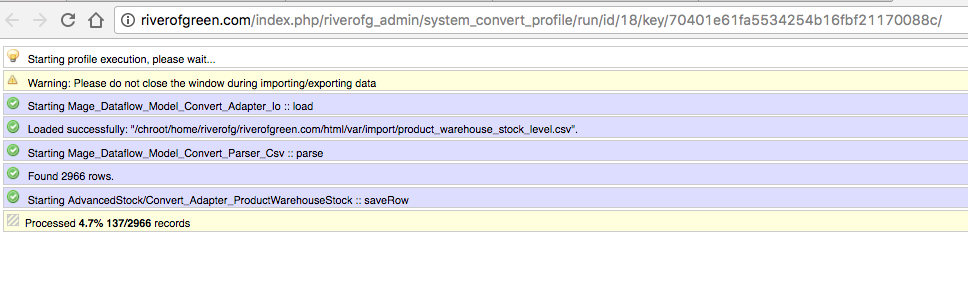 riverofgreen.com/index.php/riverofg_admin/system_convert_profile/run/id/18/key/70401e61fa5534254b16fbf21170088c/
Starting profile execution, please wait...
Warning: Please do not close the window during importing/exporting data
Starting Mage_Dataflow_Model_Convert_Adapter_Io :: load
Loaded successfully: "/chroot/home/riverofg/riverofgreen.com/html/var/import/product_warehouse_stock_level.csv".
Starting Mage_Dataflow_Model_Convert_Parser_Csv :: parse
Found 2966 rows.
Starting AdvancedStock/Convert_Adapter_ProductWarehouseStock :: saveRow
Processed 4.7% 137/2966 records